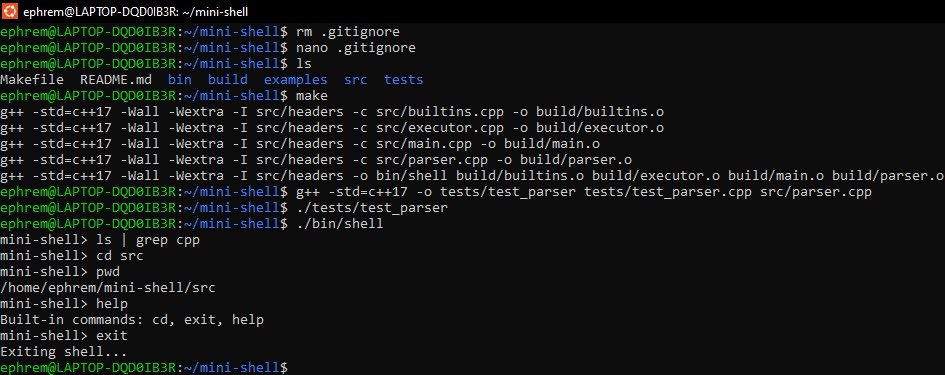 ephrem@LAPTOP-DQD0IB3R: ~/mini-shell
ephrem@LAPTOP-DQD0IB3R:~/mini-shell$ rm .gitignore
ephrem@LAPTOP-DQD0IB3R:~/mini-shell$ nano .gitignore
ephrem@LAPTOP-DQD0IB3R:~/mini-shell$ ls
Makefile  README.md  bin  build  examples  src  tests
ephrem@LAPTOP-DQD0IB3R:~/mini-shell$ make
g++ -std=c++17 -Wall -Wextra -I src/headers -c src/builtins.cpp -o build/builtins.o
g++ -std=c++17 -Wall -Wextra -I src/headers -c src/executor.cpp -o build/executor.o
g++ -std=c++17 -Wall -Wextra -I src/headers -c src/main.cpp -o build/main.o
g++ -std=c++17 -Wall -Wextra -I src/headers -c src/parser.cpp -o build/parser.o
g++ -std=c++17 -Wall -Wextra -I src/headers -o bin/shell build/builtins.o build/executor.o build/main.o build/parser.o
ephrem@LAPTOP-DQD0IB3R:~/mini-shell$ g++ -std=c++17 -o tests/test_parser tests/test_parser.cpp src/parser.cpp
ephrem@LAPTOP-DQD0IB3R:~/mini-shell$ ./tests/test_parser
ephrem@LAPTOP-DQD0IB3R:~/mini-shell$ ./bin/shell
mini-shell> ls | grep cpp
mini-shell> cd src
mini-shell> pwd
/home/ephrem/mini-shell/src
mini-shell> help
Built-in commands: cd, exit, help
mini-shell> exit
Exiting shell...
ephrem@LAPTOP-DQD0IB3R:~/mini-shell$